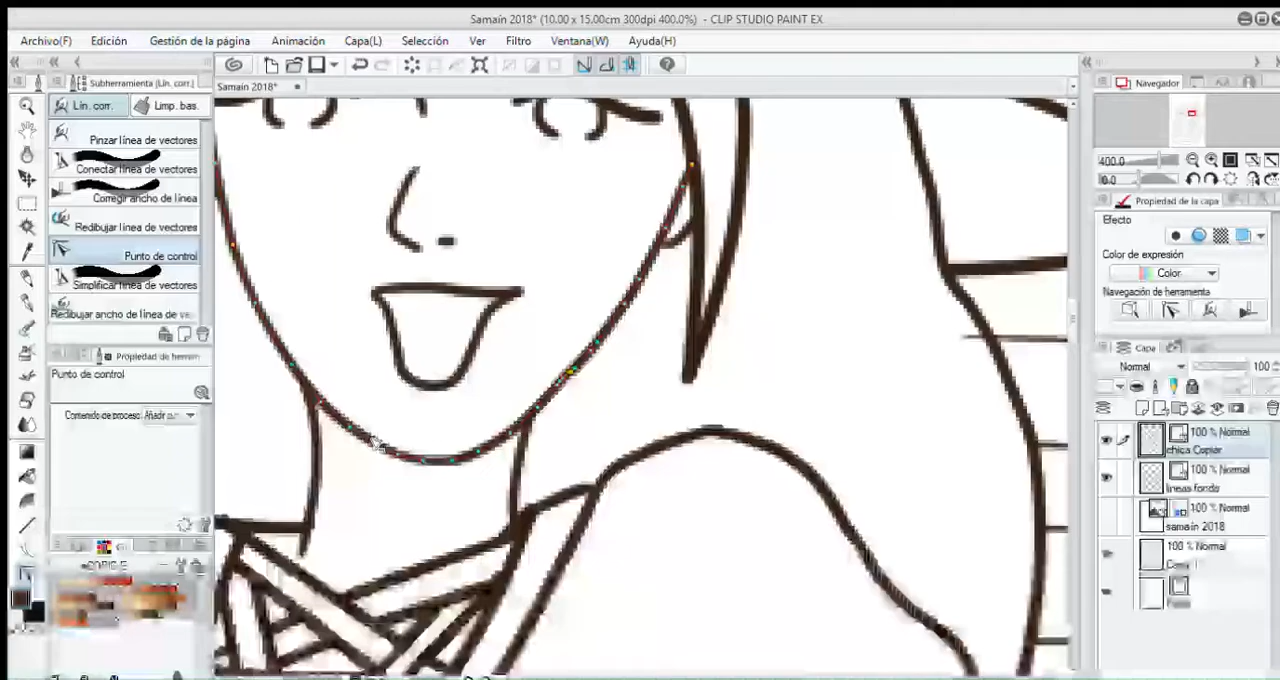 Samaín 2018* (10.00 x 15.00cm 300dpi 400.0%) - CLIP STUDIO PAINT EX
Archivo(F) Edición Gestión de la página Animación Capa(L) Selección Ver Filtro Ventana(W) Ayuda(H)
Subherramienta (Lín. corr.)
Samain 2018*
Navegador
Lín. corr. Limp. bas.
Pinzar línea de vectores
Conectar línea de vectores
400.0
Corregir ancho de línea
0.0
Propiedad de la capa
Redibujar línea de vectores
Efecto
Punto de control
Color de expresión
Simplificar línea de vectores
Color
Navegación de herramienta
Redibujar ancho de línea de ve
Capa
Propiedad de herram
Normal 100
Punto de control
Contenido de proceso Añadir
100 % Normal
chica Copiar
100 % Normal
lineas fondo
100 % Normal
samaín 2018
100 % Normal